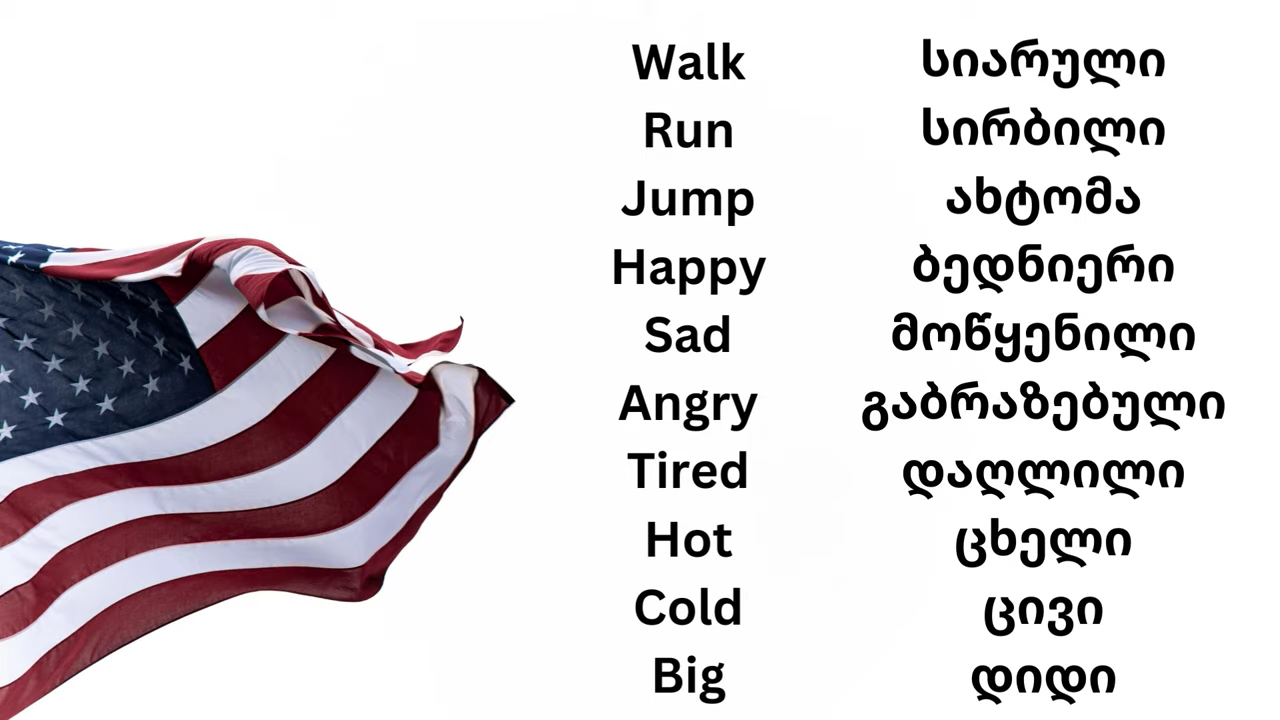 Walk სიარული
Run სირბილი
Jump ახტომა
Happy ბედნიერი
Sad მოწყენილი
Angry გაბრაზებული
Tired დაღლილი
Hot ცხელი
Cold ცივი
Big დიდი